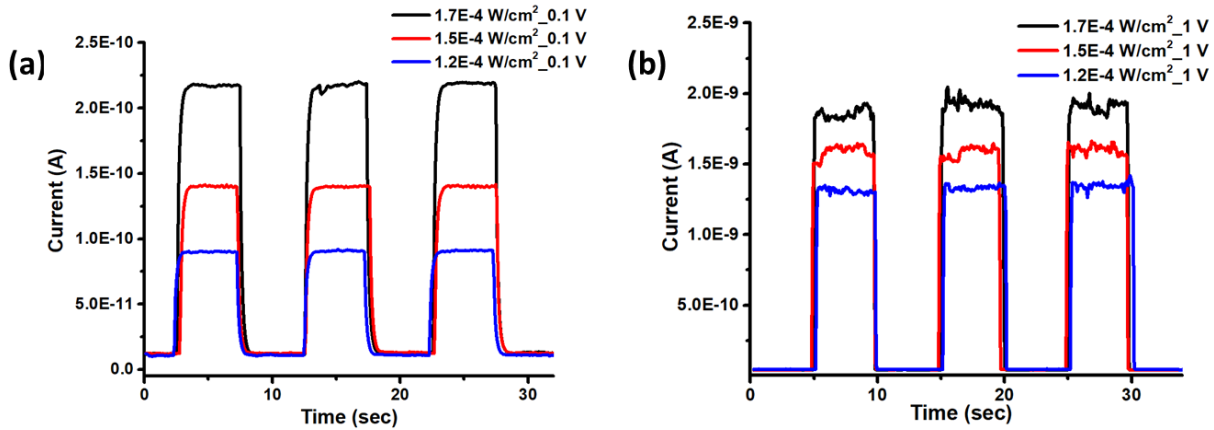 (a)
1.7E-4 W/cm²_0.1 V
1.5E-4 W/cm²_0.1 V
1.2E-4 W/cm²_0.1 V
2.5E-10
2.0E-10
1.5E-10
1.0E-10
5.0E-11
0.0
Current (A)
0 10 20 30
Time (sec)
(b)
1.7E-4 W/cm²_1 V
1.5E-4 W/cm²_1 V
1.2E-4 W/cm²_1 V
2.5E-9
2.0E-9
1.5E-9
1.0E-9
5.0E-10
Current (A)
0 10 20 30
Time (sec)